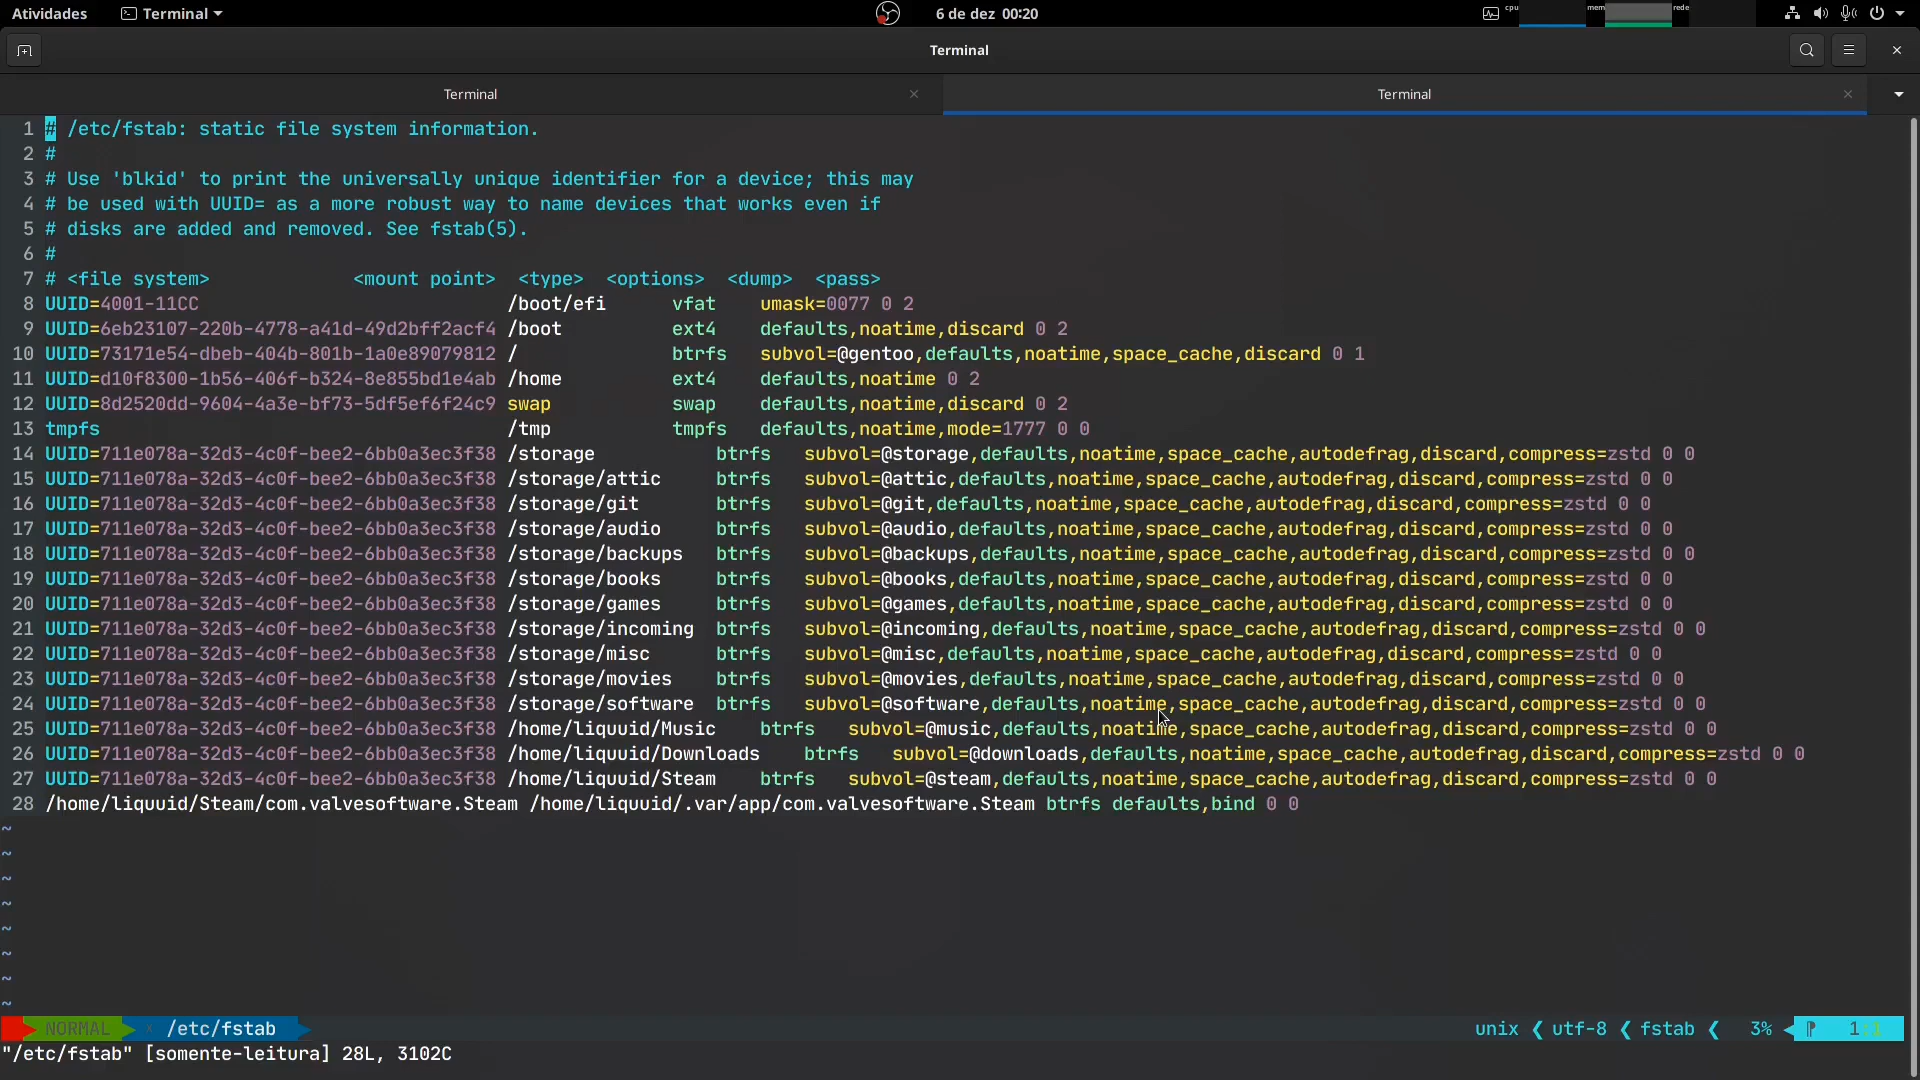 Atividades Terminal 6 de dez 00:20 cpu mem rede
Terminal
Terminal Terminal
1 # /etc/fstab: static file system information.
2 #
3 # Use 'blkid' to print the universally unique identifier for a device; this may
4 # be used with UUID= as a more robust way to name devices that works even if
5 # disks are added and removed. See fstab(5).
6 #
7 # <file system> <mount point> <type> <options> <dump> <pass>
8 UUID=4001-11CC /boot/efi vfat umask=0077 0 2
9 UUID=6eb23107-220b-4778-a41d-49d2bff2acf4 /boot ext4 defaults,noatime,discard 0 2
10 UUID=73171e54-dbeb-404b-801b-1a0e89079812 / btrfs subvol=@gentoo,defaults,noatime,space_cache,discard 0 1
11 UUID=d10f8300-1b56-406f-b324-8e855bd1e4ab /home ext4 defaults,noatime 0 2
12 UUID=8d2520dd-9604-4a3e-bf73-5df5ef6f24c9 swap swap defaults,noatime,discard 0 2
13 tmpfs /tmp tmpfs defaults,noatime,mode=1777 0 0
14 UUID=711e078a-32d3-4c0f-bee2-6bb0a3ec3f38 /storage btrfs subvol=@storage,defaults,noatime,space_cache,autodefrag,discard,compress=zstd 0 0
15 UUID=711e078a-32d3-4c0f-bee2-6bb0a3ec3f38 /storage/attic btrfs subvol=@attic,defaults,noatime,space_cache,autodefrag,discard,compress=zstd 0 0
16 UUID=711e078a-32d3-4c0f-bee2-6bb0a3ec3f38 /storage/git btrfs subvol=@git,defaults,noatime,space_cache,autodefrag,discard,compress=zstd 0 0
17 UUID=711e078a-32d3-4c0f-bee2-6bb0a3ec3f38 /storage/audio btrfs subvol=@audio,defaults,noatime,space_cache,autodefrag,discard,compress=zstd 0 0
18 UUID=711e078a-32d3-4c0f-bee2-6bb0a3ec3f38 /storage/backups btrfs subvol=@backups,defaults,noatime,space_cache,autodefrag,discard,compress=zstd 0 0
19 UUID=711e078a-32d3-4c0f-bee2-6bb0a3ec3f38 /storage/books btrfs subvol=@books,defaults,noatime,space_cache,autodefrag,discard,compress=zstd 0 0
20 UUID=711e078a-32d3-4c0f-bee2-6bb0a3ec3f38 /storage/games btrfs subvol=@games,defaults,noatime,space_cache,autodefrag,discard,compress=zstd 0 0
21 UUID=711e078a-32d3-4c0f-bee2-6bb0a3ec3f38 /storage/incoming btrfs subvol=@incoming,defaults,noatime,space_cache,autodefrag,discard,compress=zstd 0 0
22 UUID=711e078a-32d3-4c0f-bee2-6bb0a3ec3f38 /storage/misc btrfs subvol=@misc,defaults,noatime,space_cache,autodefrag,discard,compress=zstd 0 0
23 UUID=711e078a-32d3-4c0f-bee2-6bb0a3ec3f38 /storage/movies btrfs subvol=@movies,defaults,noatime,space_cache,autodefrag,discard,compress=zstd 0 0
24 UUID=711e078a-32d3-4c0f-bee2-6bb0a3ec3f38 /storage/software btrfs subvol=@software,defaults,noatime,space_cache,autodefrag,discard,compress=zstd 0 0
25 UUID=711e078a-32d3-4c0f-bee2-6bb0a3ec3f38 /home/liquuid/Music btrfs subvol=@music,defaults,noatime,space_cache,autodefrag,discard,compress=zstd 0 0
26 UUID=711e078a-32d3-4c0f-bee2-6bb0a3ec3f38 /home/liquuid/Downloads btrfs subvol=@downloads,defaults,noatime,space_cache,autodefrag,discard,compress=zstd 0 0
27 UUID=711e078a-32d3-4c0f-bee2-6bb0a3ec3f38 /home/liquuid/Steam btrfs subvol=@steam,defaults,noatime,space_cache,autodefrag,discard,compress=zstd 0 0
28 /home/liquuid/Steam/com.valvesoftware.Steam /home/liquuid/.var/app/com.valvesoftware.Steam btrfs defaults,bind 0 0
~
~
~
~
~
~
~
~
NORMAL x /etc/fstab unix utf-8 fstab 3% 1:1
"/etc/fstab" [somente-leitura] 28L, 3102C